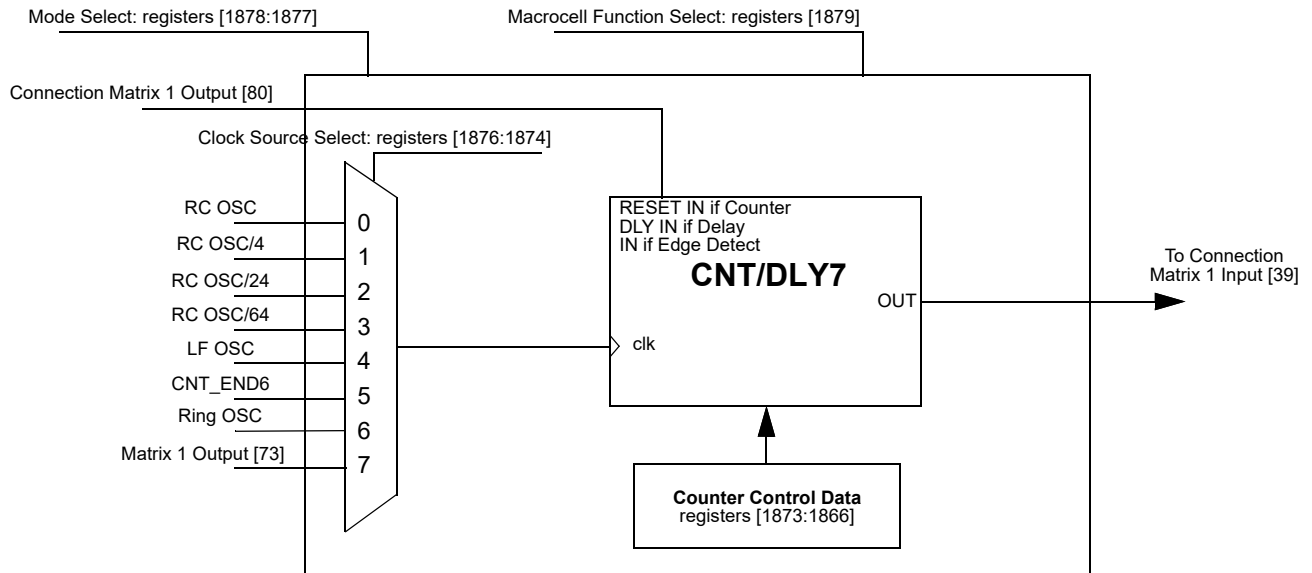 Mode Select: registers [1878:1877]
Macrocell Function Select: registers [1879]
Connection Matrix 1 Output [80]
Clock Source Select: registers [1876:1874]
RC OSC
0
RC OSC/4
1
RC OSC/24
2
RC OSC/64
3
LF OSC
4
CNT_END6
5
Ring OSC
6
Matrix 1 Output [73]
7
RESET IN if Counter
DLY IN if Delay
IN if Edge Detect
CNT/DLY7
OUT
clk
To Connection
Matrix 1 Input [39]
Counter Control Data
registers [1873:1866]